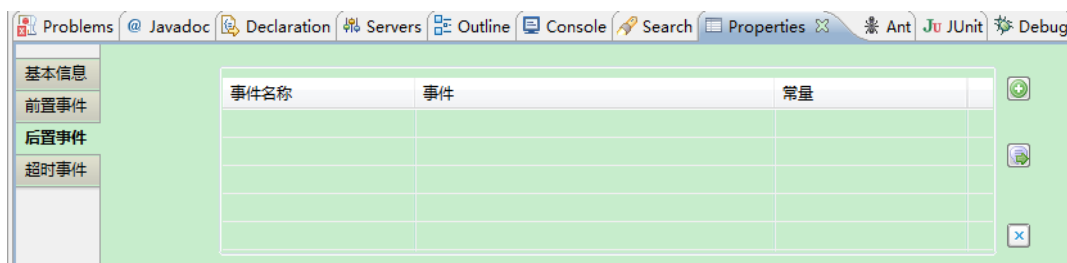 Problems @ Javadoc Declaration Servers Outline Console Search Properties Ant JUnit Debug
基本信息
前置事件
后置事件
超时事件
事件名称 事件 常量